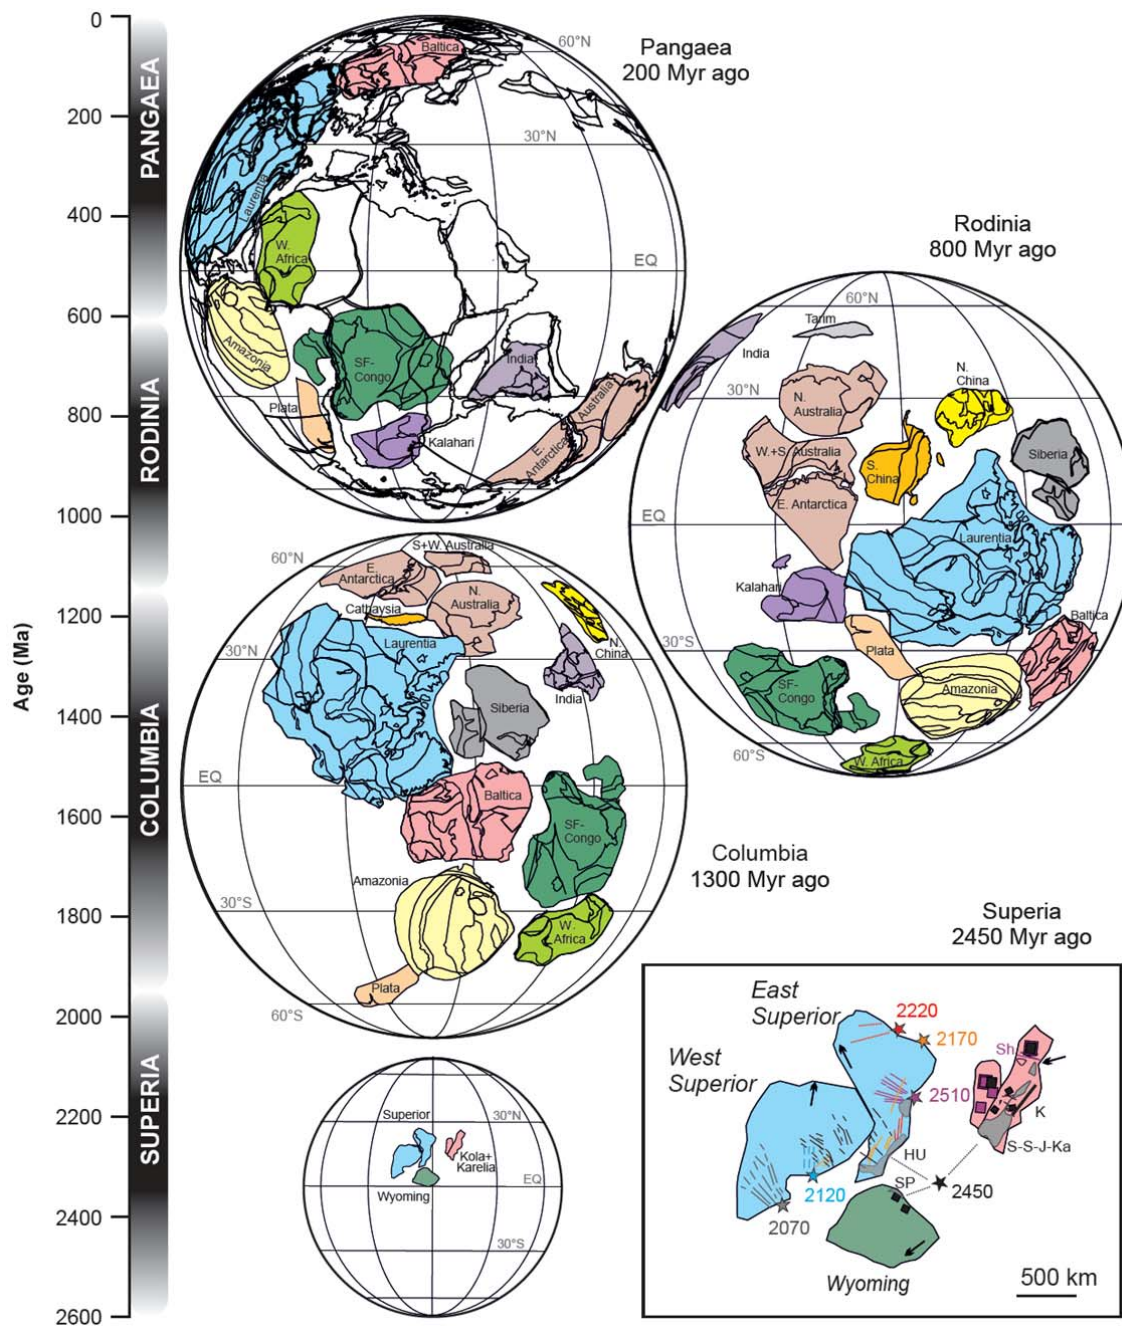 Age (Ma)
0
200
400
600
800
1000
1200
1400
1600
1800
2000
2200
2400
2600
PANGAEA
RODINIA
COLUMBIA
SUPERIA
Pangaea
200 Myr ago
60°N
30°N
EQ
Baltica
Laurentia
W.
Africa
Amazonia
SF-
Congo
Plata
Kalahari
India
Australia
E.
Antarctica
Rodinia
800 Myr ago
60°N
Tarim
India
30°N
N.
Australia
N.
China
W.+S. Australia
S.
China
Siberia
E. Antarctica
EQ
Laurentia
Kalahari
Baltica
30°S
Plata
SF-
Congo
Amazonia
60°S
W. Africa
Columbia
1300 Myr ago
60°N
S+W. Australia
E.
Antarctica
N.
Australia
Cathaysia
Laurentia
30°N
N.
China
India
Siberia
EQ
Baltica
SF-
Congo
Amazonia
30°S
W.
Africa
Plata
60°S
Superior
30°N
Kola+
Karelia
Wyoming
EQ
30°S
Superia
2450 Myr ago
East
Superior
2220
2170
West
Superior
Sh
2510
K
S-S-J-Ka
HU
SP
2450
2120
2070
Wyoming
500 km